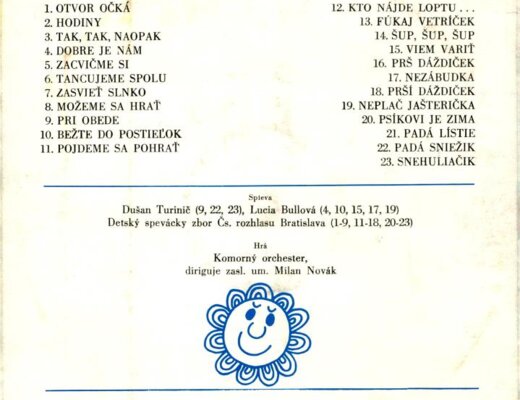 1. OTVOR OČKÁ
2. HODINY
3. TAK, TAK, NAOPAK
4. DOBRE JE NÁM
5. ZACVIČME SI
6. TANCUJEME SPOLU
7. ZASVIEŤ SLNKO
8. MOŽEME SA HRAŤ
9. PRI OBEDE
10. BEŽTE DO POSTIEĽOK
11. POJDEME SA POHRAŤ
12. KTO NÁJDE LOPTU...
13. FÚKAJ VETRÍČEK
14. ŠUP, ŠUP, ŠUP
15. VIEM VARIŤ
16. PRŠ DÁŽDIČEK
17. NEZÁBUDKA
18. PRŠÍ DÁŽDIČEK
19. NEPLAČ JAŠTERIČKA
20. PSÍKOVI JE ZIMA
21. PADÁ LÍSTIE
22. PADÁ SNIEŽIK
23. SNEHULIAČIK
Spieva
Dušan Turinič (9, 22, 23), Lucia Bullová (4, 10, 15, 17, 19)
Detský spevácky zbor Čs. rozhlasu Bratislava (1-9, 11-18, 20-23)
Hrá
Komorný orchester,
diriguje zasl. um. Milan Novák